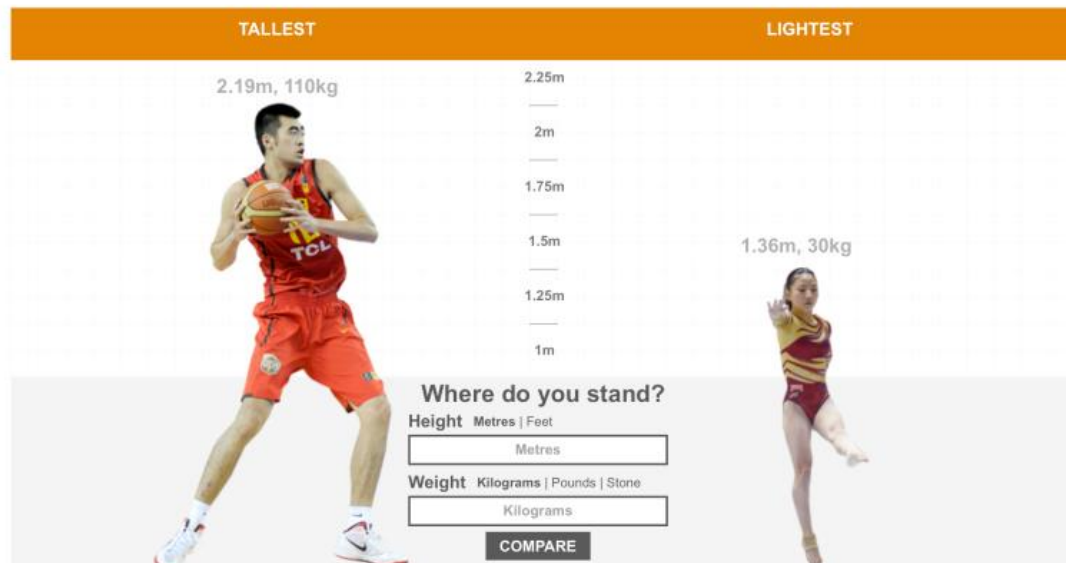 TALLEST
LIGHTEST
2.19m, 110kg
2.25m
2m
1.75m
1.5m
1.25m
1m
1.36m, 30kg
TCL
Where do you stand?
Height Metres | Feet
Metres
Weight Kilograms | Pounds | Stone
Kilograms
COMPARE